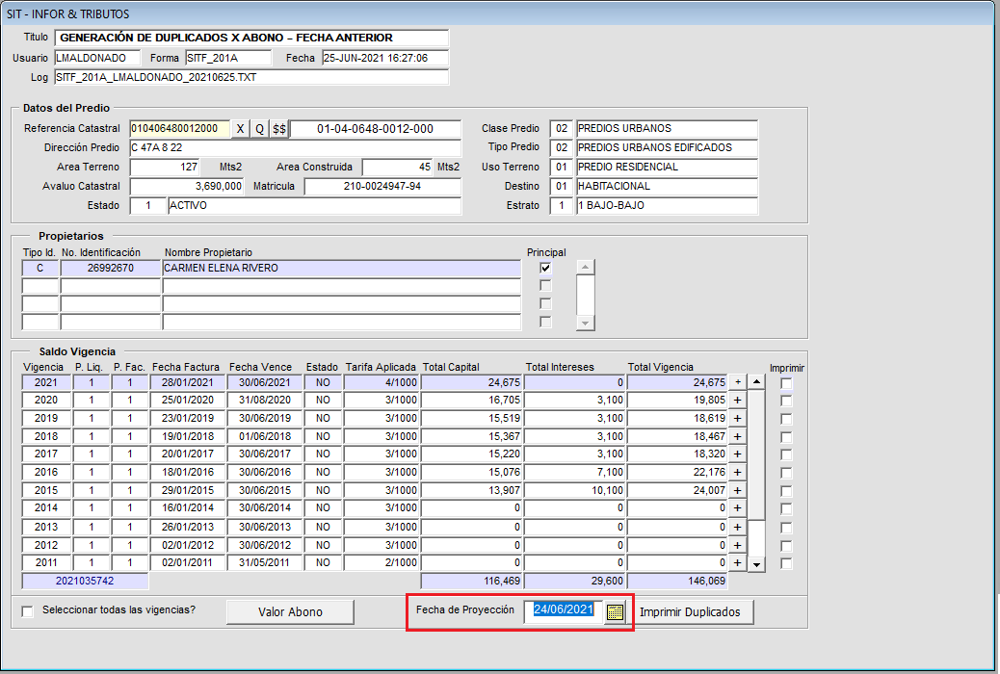 SIT - INFOR & TRIBUTOS
Titulo GENERACIÓN DE DUPLICADOS X ABONO – FECHA ANTERIOR
Usuario LMALDONADO Forma SITF_201A Fecha 25-JUN-2021 16:27:06
Log SITF_201A_LMALDONADO_20210625.TXT
Datos del Predio
Referencia Catastral 010406480012000 X Q $$ 01-04-0648-0012-000 Clase Predio 02 PREDIOS URBANOS
Dirección Predio C 47A 8 22 Tipo Predio 02 PREDIOS URBANOS EDIFICADOS
Area Terreno 127 Mts2 Area Construida 45 Mts2 Uso Terreno 01 PREDIO RESIDENCIAL
Avaluo Catastral 3,690,000 Matricula 210-0024947-94 Destino 01 HABITACIONAL
Estado 1 ACTIVO Estrato 1 1 BAJO-BAJO
Propietarios
Tipo Id. No. Identificación Nombre Propietario Principal
C 26992670 CARMEN ELENA RIVERO
Saldo Vigencia
Vigencia P. Liq. P. Fac. Fecha Factura Fecha Vence Estado Tarifa Aplicada Total Capital Total Intereses Total Vigencia Imprimir
2021 1 1 28/01/2021 30/06/2021 NO 4/1000 24,675 0 24,675 +
2020 1 1 25/01/2020 31/08/2020 NO 3/1000 16,705 3,100 19,805 +
2019 1 1 23/01/2019 30/06/2019 NO 3/1000 15,519 3,100 18,619 +
2018 1 1 19/01/2018 01/06/2018 NO 3/1000 15,367 3,100 18,467 +
2017 1 1 20/01/2017 30/06/2017 NO 3/1000 15,220 3,100 18,320 +
2016 1 1 18/01/2016 30/06/2016 NO 3/1000 15,076 7,100 22,176 +
2015 1 1 29/01/2015 30/06/2015 NO 3/1000 13,907 10,100 24,007 +
2014 1 1 16/01/2014 30/06/2014 NO 3/1000 0 0 0 +
2013 1 1 26/01/2013 30/06/2013 NO 3/1000 0 0 0 +
2012 1 1 02/01/2012 30/06/2012 NO 3/1000 0 0 0 +
2011 1 1 02/01/2011 31/05/2011 NO 2/1000 0 0 0 +
2021035742 116,469 29,600 146,069
Seleccionar todas las vigencias? Valor Abono Fecha de Proyección 24/06/2021 Imprimir Duplicados